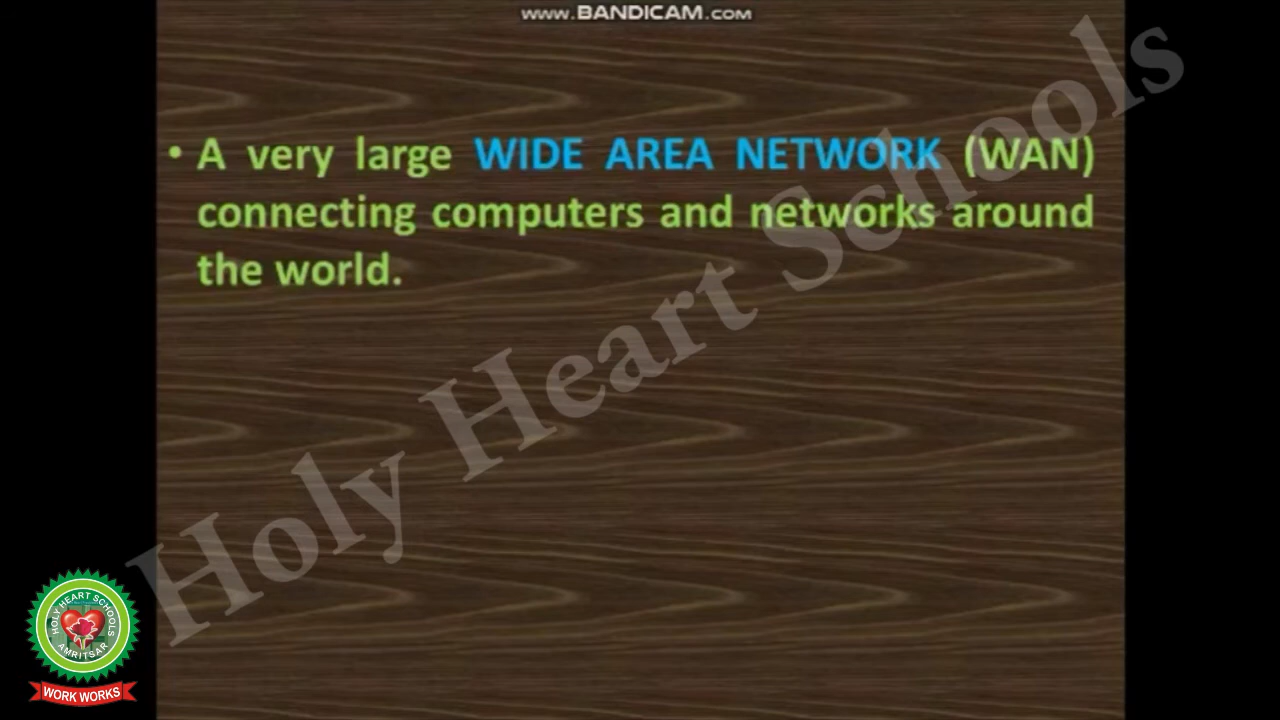 www.BANDICAM.com
• A very large WIDE AREA NETWORK (WAN)
connecting computers and networks around
the world.
Holy Heart Schools
HOLY HEART SCHOOLS
AMRITSAR
WORK WORKS